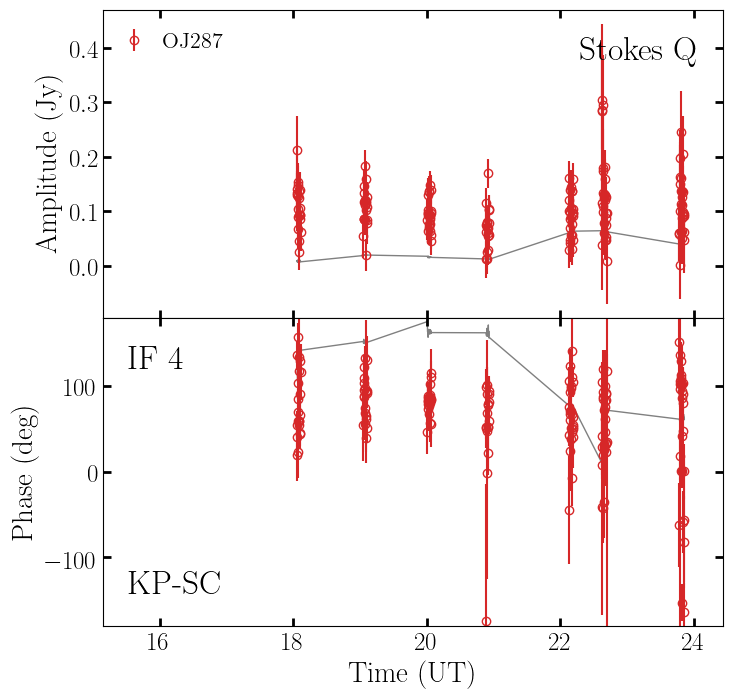 OJ287
Stokes Q
Amplitude (Jy)
0.4
0.3
0.2
0.1
0.0
IF 4
KP-SC
Phase (deg)
100
0
−100
16 18 20 22 24
Time (UT)